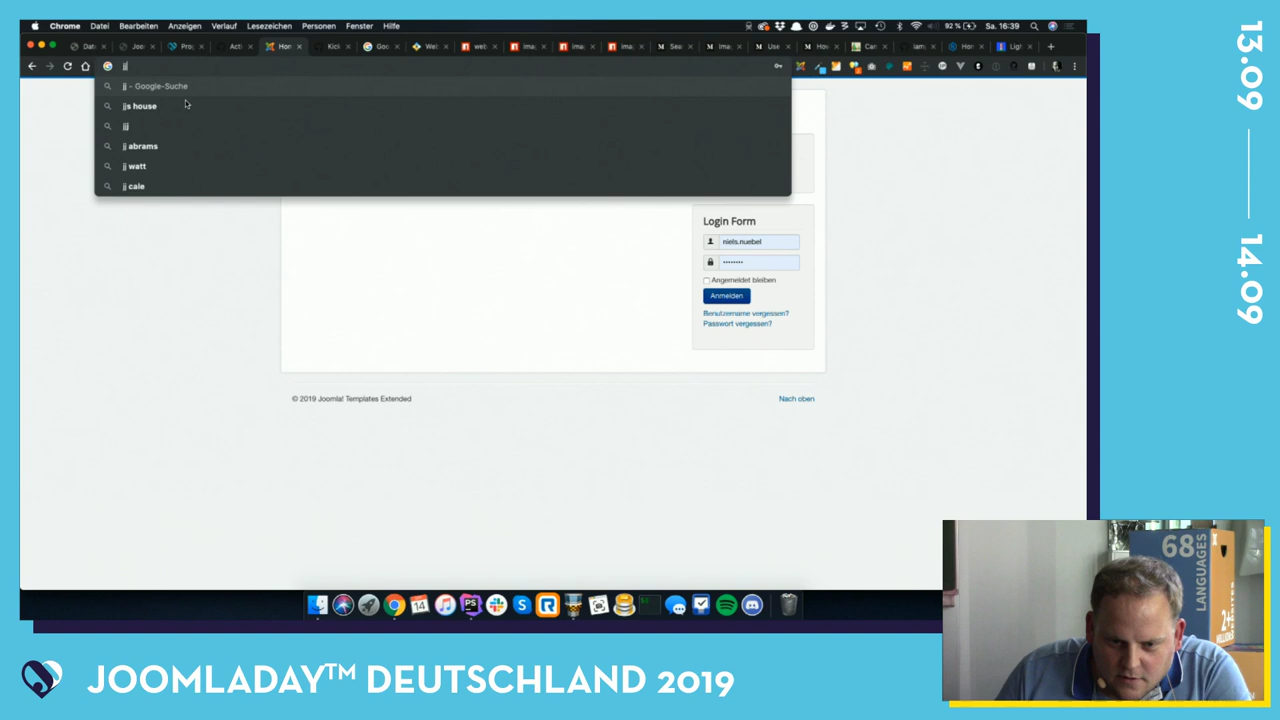 Chrome Datei Bearbeiten Anzeigen Verlauf Lesezeichen Personen Fenster Hilfe 92 % Sa. 16:39
jj
jj - Google-Suche
jjs house
jjj
jj abrams
jj watt
jj cale
Login Form
niels.nuebel
Angemeldet bleiben
Anmelden
Benutzername vergessen?
Passwort vergessen?
© 2019 Joomla! Templates Extended
Nach oben
14
PS
13.09
14.09
68
LANGUAGES
JOOMLADAY™ DEUTSCHLAND 2019